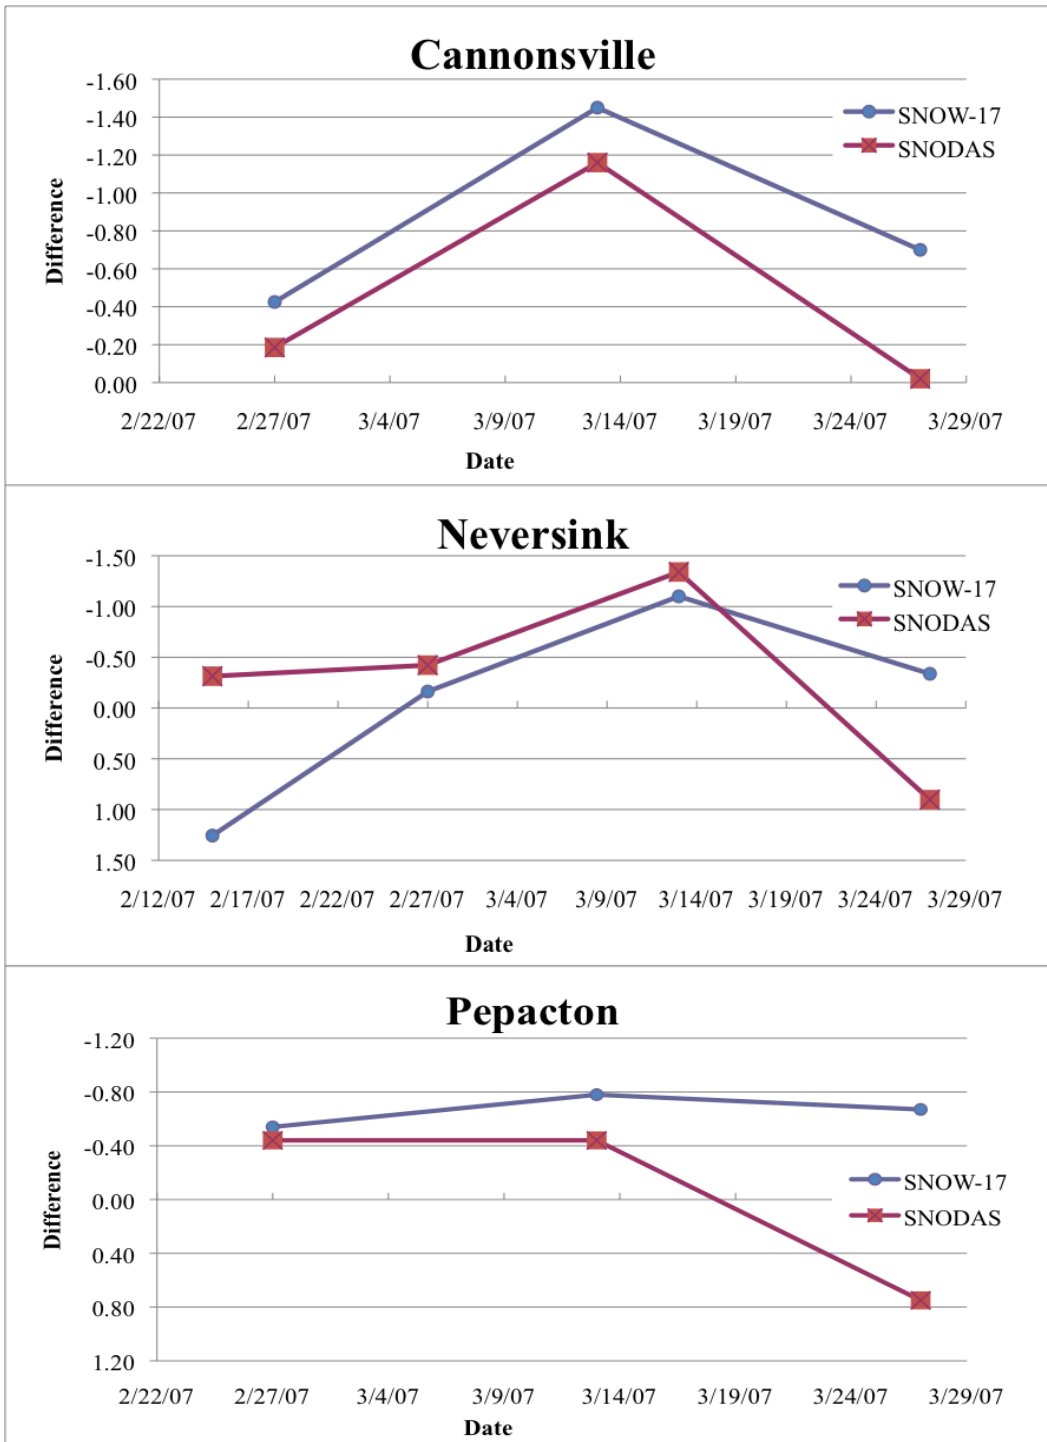 Cannonsville
-1.60
-1.40
-1.20
-1.00
-0.80
-0.60
-0.40
-0.20
0.00
Difference
SNOW-17
SNODAS
2/22/07 2/27/07 3/4/07 3/9/07 3/14/07 3/19/07 3/24/07 3/29/07
Date
Neversink
-1.50
-1.00
-0.50
0.00
0.50
1.00
1.50
Difference
SNOW-17
SNODAS
2/12/07 2/17/07 2/22/07 2/27/07 3/4/07 3/9/07 3/14/07 3/19/07 3/24/07 3/29/07
Date
Pepacton
-1.20
-0.80
-0.40
0.00
0.40
0.80
1.20
Difference
SNOW-17
SNODAS
2/22/07 2/27/07 3/4/07 3/9/07 3/14/07 3/19/07 3/24/07 3/29/07
Date